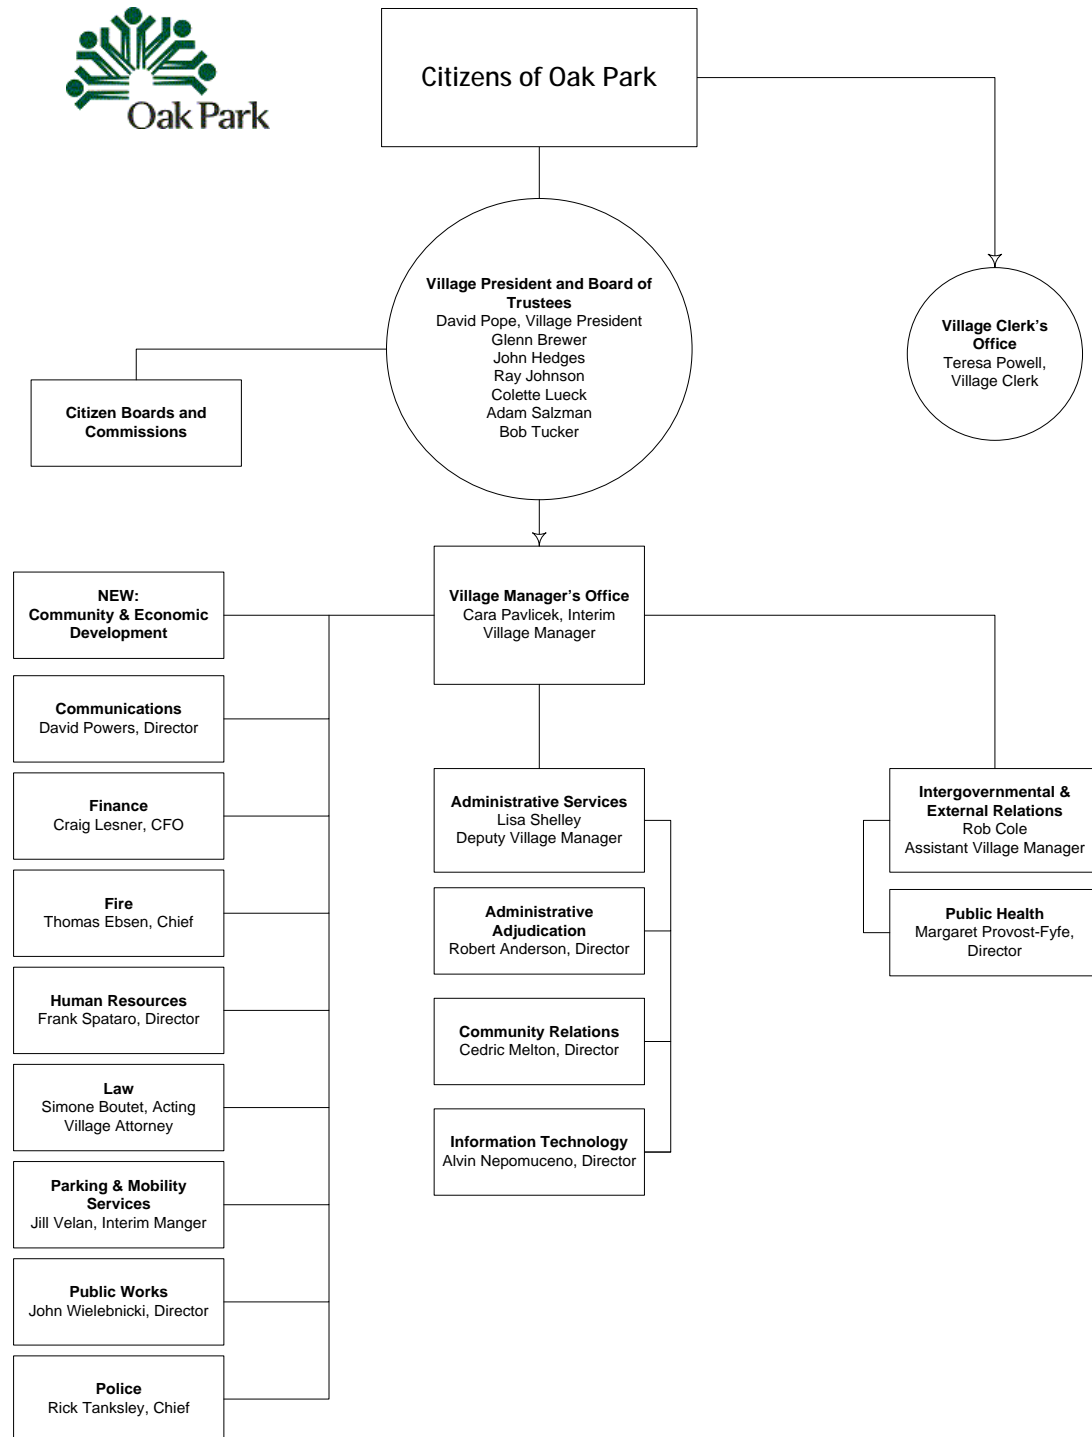 Oak Park
Citizens of Oak Park
Village President and Board of
Trustees
David Pope, Village President
Glenn Brewer
John Hedges
Ray Johnson
Colette Lueck
Adam Salzman
Bob Tucker
Village Clerk's
Office
Teresa Powell,
Village Clerk
Citizen Boards and
Commissions
Village Manager's Office
Cara Pavlicek, Interim
Village Manager
NEW:
Community & Economic
Development
Communications
David Powers, Director
Finance
Craig Lesner, CFO
Fire
Thomas Ebsen, Chief
Human Resources
Frank Spataro, Director
Law
Simone Boutet, Acting
Village Attorney
Parking & Mobility
Services
Jill Velan, Interim Manger
Public Works
John Wielebnicki, Director
Police
Rick Tanksley, Chief
Administrative Services
Lisa Shelley
Deputy Village Manager
Administrative
Adjudication
Robert Anderson, Director
Community Relations
Cedric Melton, Director
Information Technology
Alvin Nepomuceno, Director
Intergovernmental &
External Relations
Rob Cole
Assistant Village Manager
Public Health
Margaret Provost-Fyfe,
Director